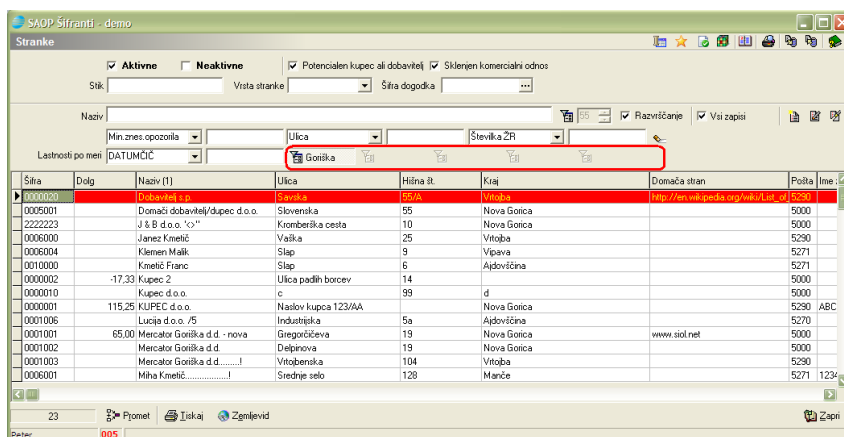 SAOP Šifranti - demo
Stranke
Aktivne Neaktivne Potencialen kupec ali dobavitelj Sklenjen komercialni odnos
Stik Vrsta stranke Šifra dogodka ...
Naziv 55 Razvrščanje Vsi zapisi
Min.znes.opozorila Ulica Številka ŽR
Lastnosti po meri DATUMČIČ Goriška
Šifra Dolg Naziv (1) Ulica Hišna št. Kraj Domača stran Pošta Ime
0000020 Dobavitelj s.p. Savska 55/A Vrtojba http://en.wikipedia.org/wiki/List_of 5290
0005001 Domači dobavitelj/dupec d.o.o. Slovenska 55 Nova Gorica 5000
2222223 J & B d.o.o. '<>" Kromberška cesta 10 Nova Gorica 5000
0006000 Janez Kmetič Vaška 25 Vrtojba 5290
0006004 Klemen Malik Slap 9 Vipava 5271
0010000 Kmetič Franc Slap 6 Ajdovščina 5271
0000002 -17,33 Kupec 2 Ulica padlih borcev 14 5000
0000010 Kupec d.o.o. c 99 d 5000
0000001 115,25 KUPEC d.o.o. Naslov kupca 123/AA Nova Gorica 5290 ABC
0001006 Lucija d.o.o. /5 Industrijska 5a Ajdovščina 5270
0001001 65,00 Mercator Goriška d.d. - nova Gregorčičeva 19 Nova Gorica www.siol.net 5000
0001002 Mercator Goriška d.d. Delpinova 19 Nova Gorica 5000
0001003 Mercator Goriška d.d.........! Vrtojbenska 104 Vrtojba 5290
0006001 Miha Kmetič.................! Srednje selo 128 Manče 5271 1234
23 Promet Tiskaj Zemljevid Zapri
Peter 005